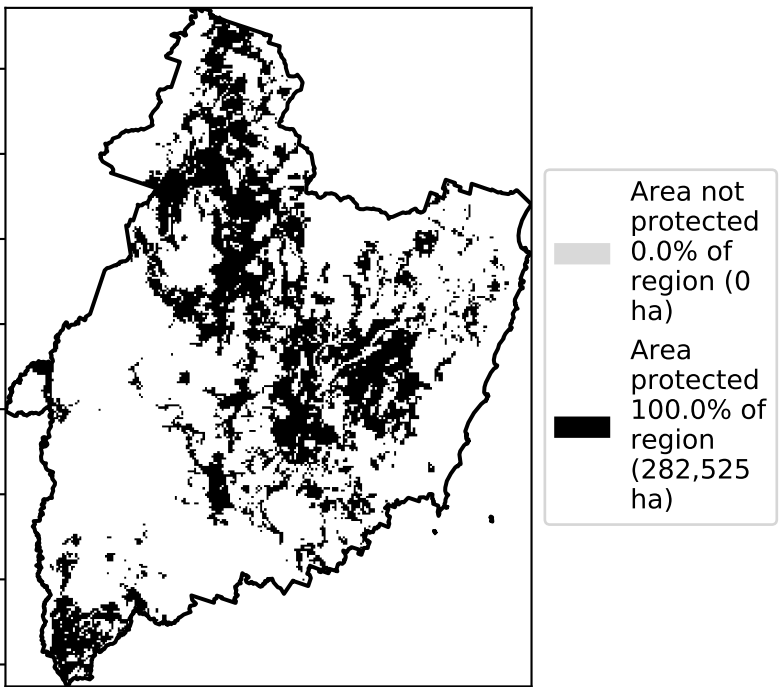 Area not
protected
0.0% of
region (0
ha)
Area
protected
100.0% of
region
(282,525
ha)